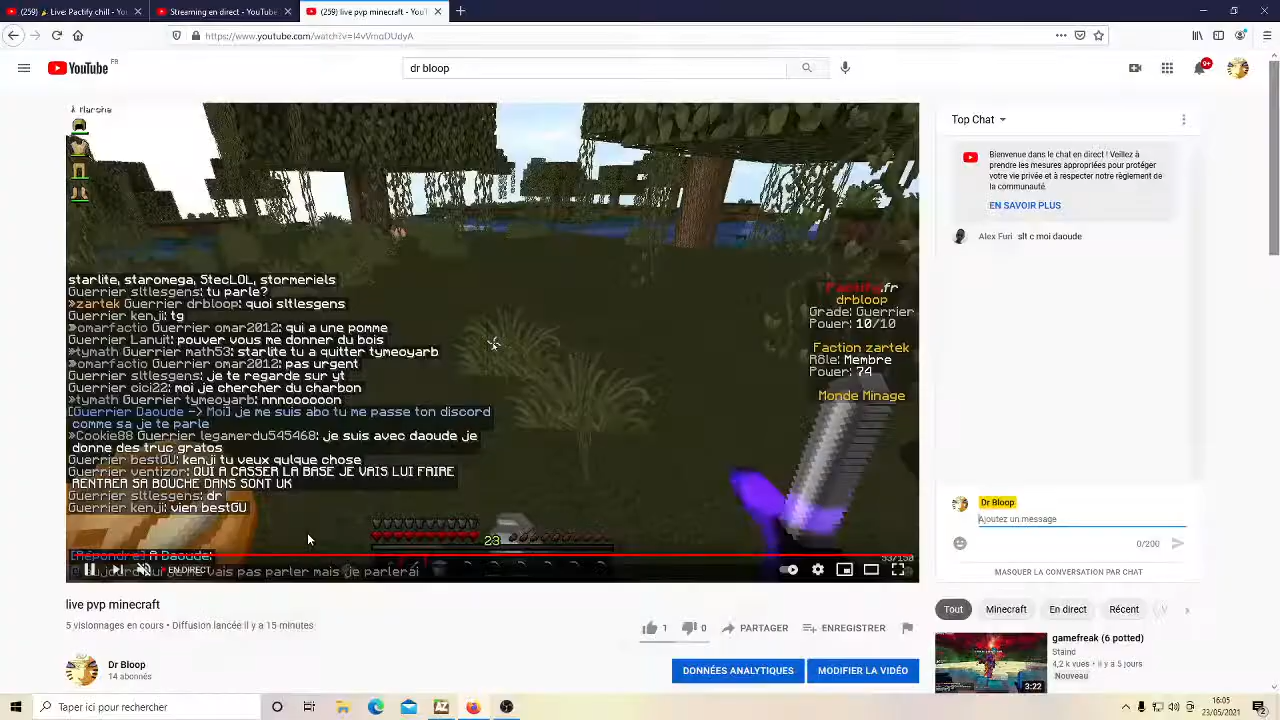 (259) ⚡ Live Pactify chill - You
Streaming en direct - YouTube
(259) live pvp minecraft - YouT
https://www.youtube.com/watch?v=I4vVrnoDUdyA
YouTube FR
dr bloop
9+
starlite, staromega, StecLOL, stormeriels
Guerrier sltlesgens: tu parle?
»zartek Guerrier drbloop: quoi sltlesgens
Guerrier kenji: tg
»omarfactio Guerrier omar2012: qui a une pomme
Guerrier Lanuit: pouver vous me donner du bois
»tymath Guerrier math53: starlite tu a quitter tymeoyarb
»omarfactio Guerrier omar2012: pas urgent
Guerrier sltlesgens: je te regarde sur yt
Guerrier cici22: moi je chercher du charbon
»tymath Guerrier tymeoyarb: nnnooooooon
[Guerrier Daoude -> Moi] je me suis abo tu me passe ton discord
comme sa je te parle
»Cookie88 Guerrier legamerdu545468: je suis avec daoude je
donne des truc gratos
Guerrier bestGU: kenji tu veux qulque chose
Guerrier ventizor: QUI A CASSER LA BASE JE VAIS LUI FAIRE
RENTRER SA BOUCHE DANS SONT UK
Guerrier sltlesgens: dr
Guerrier kenji: vien bestGU
[Répondre] A Daoude:
aujourd'hui je ne vais pas parler mais je parlerai
23
33/150
EN DIRECT
Pactify.fr
drbloop
Grade: Guerrier
Power: 10/10
Faction zartek
Rôle: Membre
Power: 74
Monde Minage
live pvp minecraft
5 visionnages en cours • Diffusion lancée il y a 15 minutes
1
0
PARTAGER
ENREGISTRER
Dr Bloop
14 abonnés
DONNÉES ANALYTIQUES
MODIFIER LA VIDÉO
Top Chat
Bienvenue dans le chat en direct ! Veillez à
prendre les mesures appropriées pour protéger
votre vie privée et à respecter notre règlement de
la communauté.
EN SAVOIR PLUS
Alex Furi slt c moi daoude
Dr Bloop
Ajoutez un message
0/200
MASQUER LA CONVERSATION PAR CHAT
Tout
Minecraft
En direct
Récent
gamefreak (6 potted)
Staind
4,2 k vues • il y a 5 jours
Nouveau
3:22
Taper ici pour rechercher
16:05
23/05/2021
2